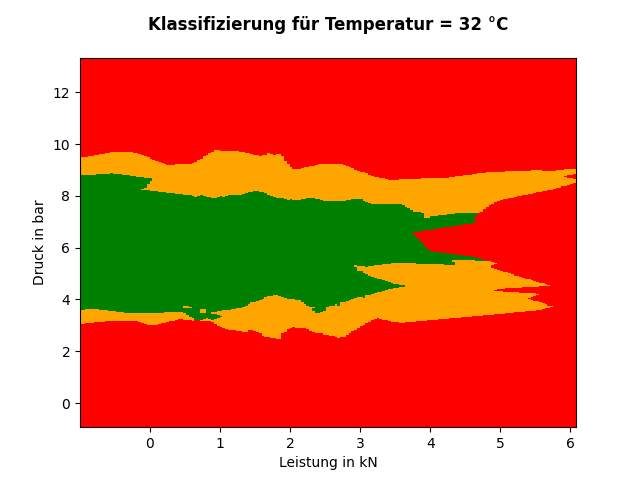 Klassifizierung für Temperatur = 32 °C
Druck in bar
12
10
8
6
4
2
0
0 1 2 3 4 5 6
Leistung in kN